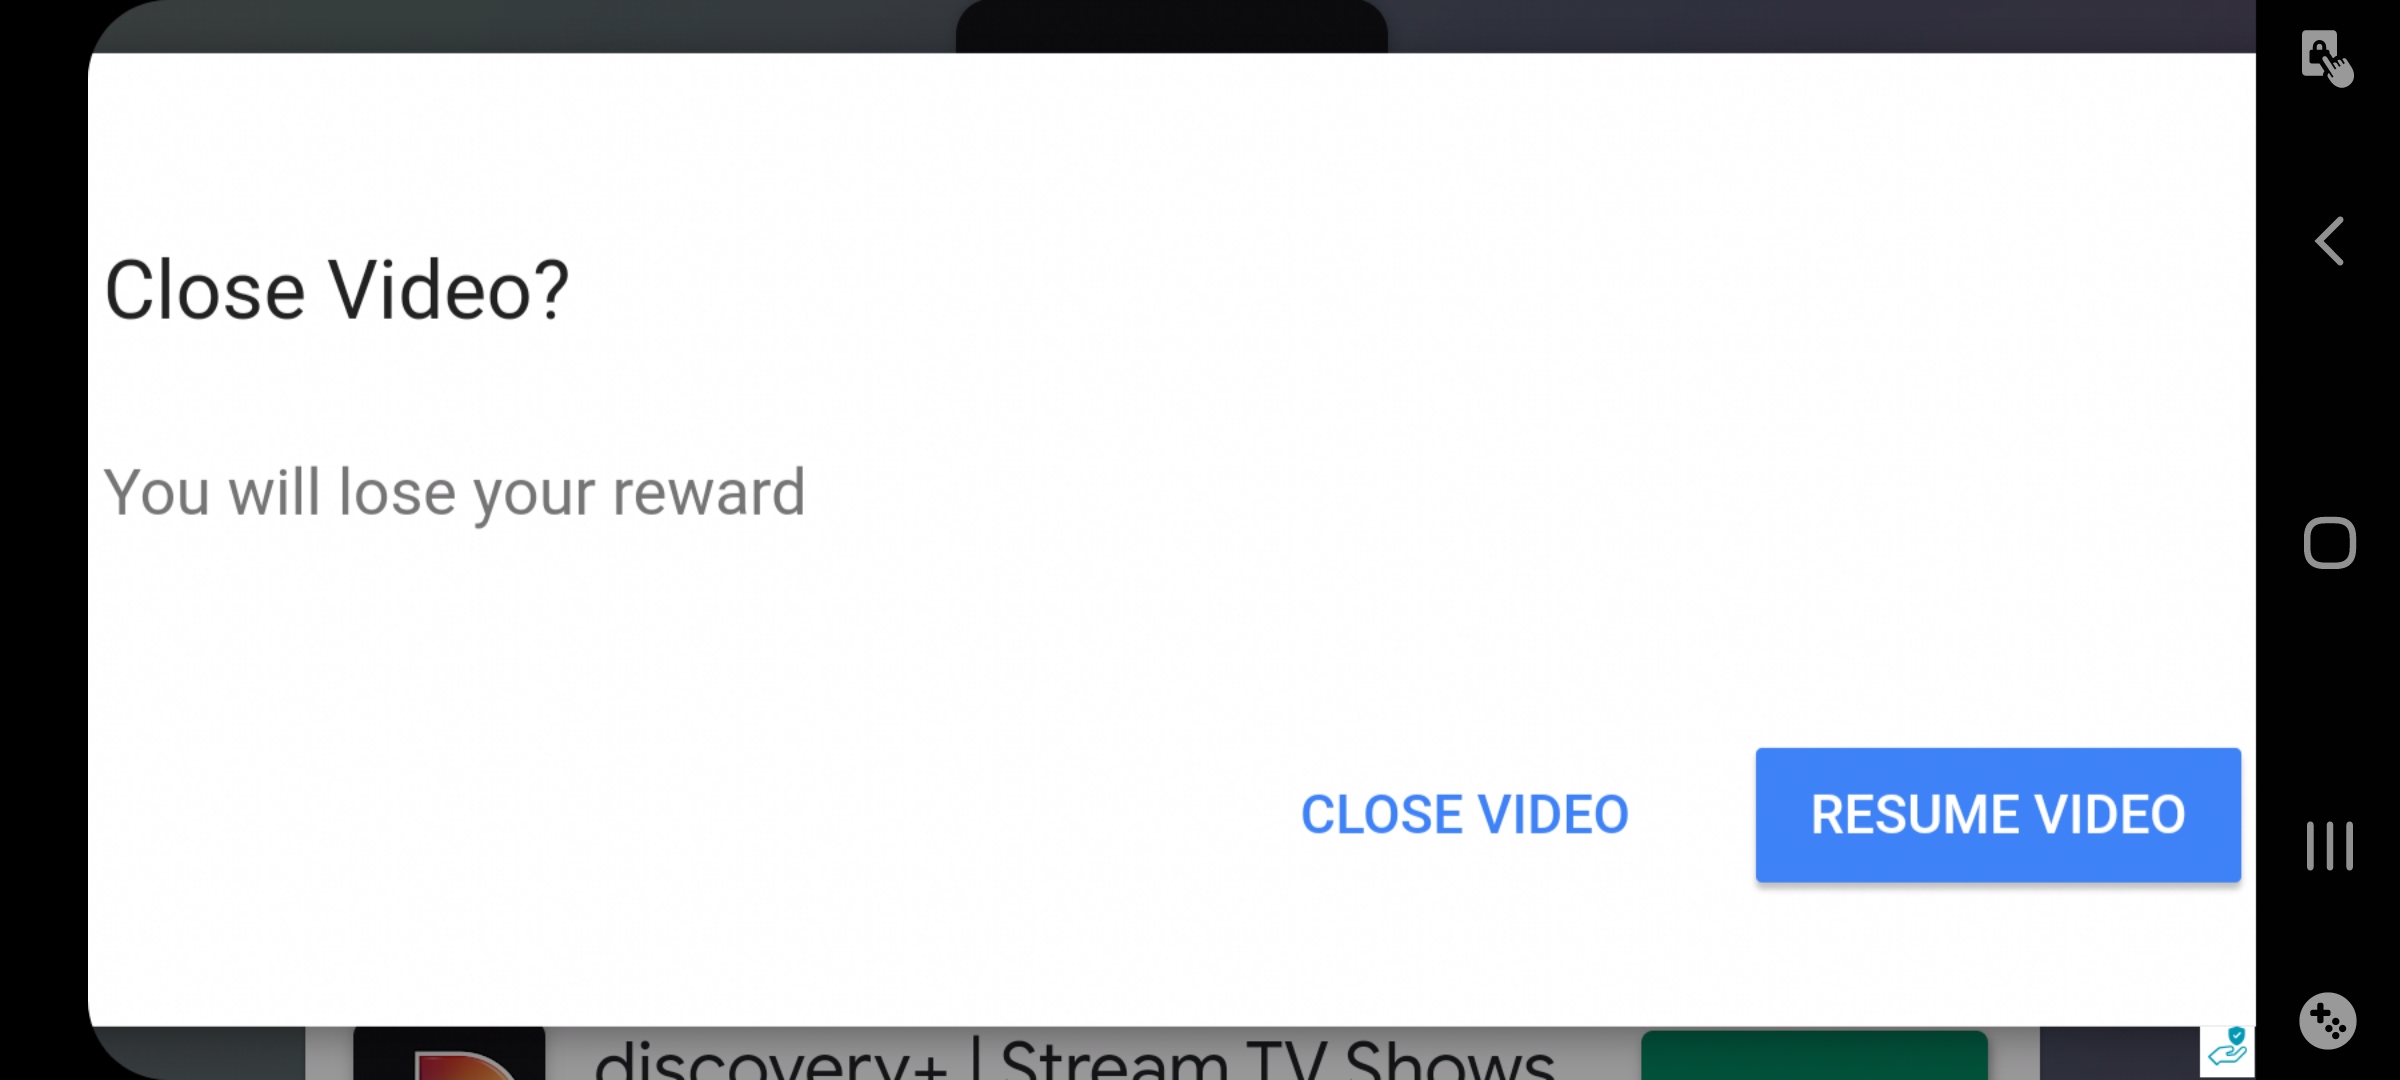 Close Video?
You will lose your reward
CLOSE VIDEO
RESUME VIDEO
discovery+ | Stream TV Shows